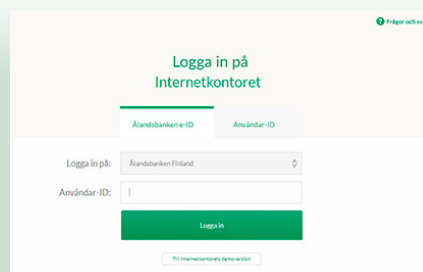 Frågor och sv
Logga in på
Internetkontoret
Ålandsbanken e-ID
Användar-ID
Logga in på:
Ålandsbanken Finland
Användar-ID:
Logga in
Till Internetkontorets demoversion